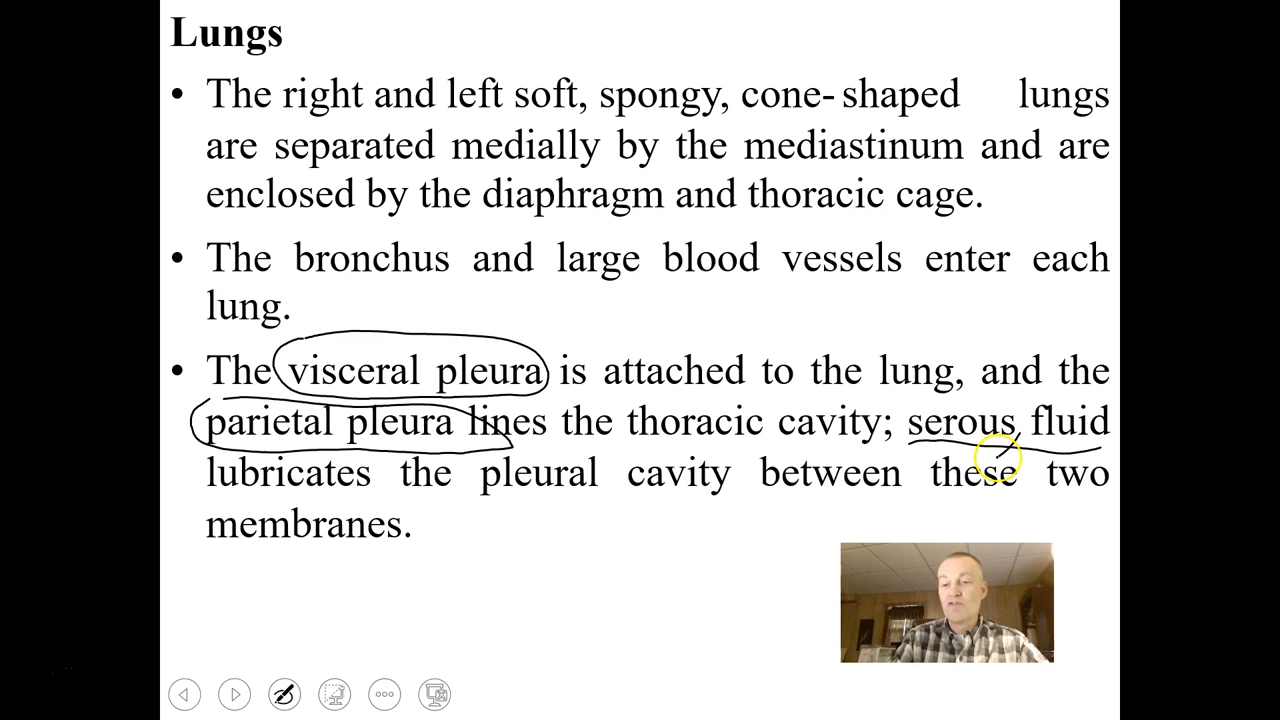 Lungs
• The right and left soft, spongy, cone-shaped lungs
are separated medially by the mediastinum and are
enclosed by the diaphragm and thoracic cage.
• The bronchus and large blood vessels enter each
lung.
• The visceral pleura is attached to the lung, and the
parietal pleura lines the thoracic cavity; serous fluid
lubricates the pleural cavity between these two
membranes.